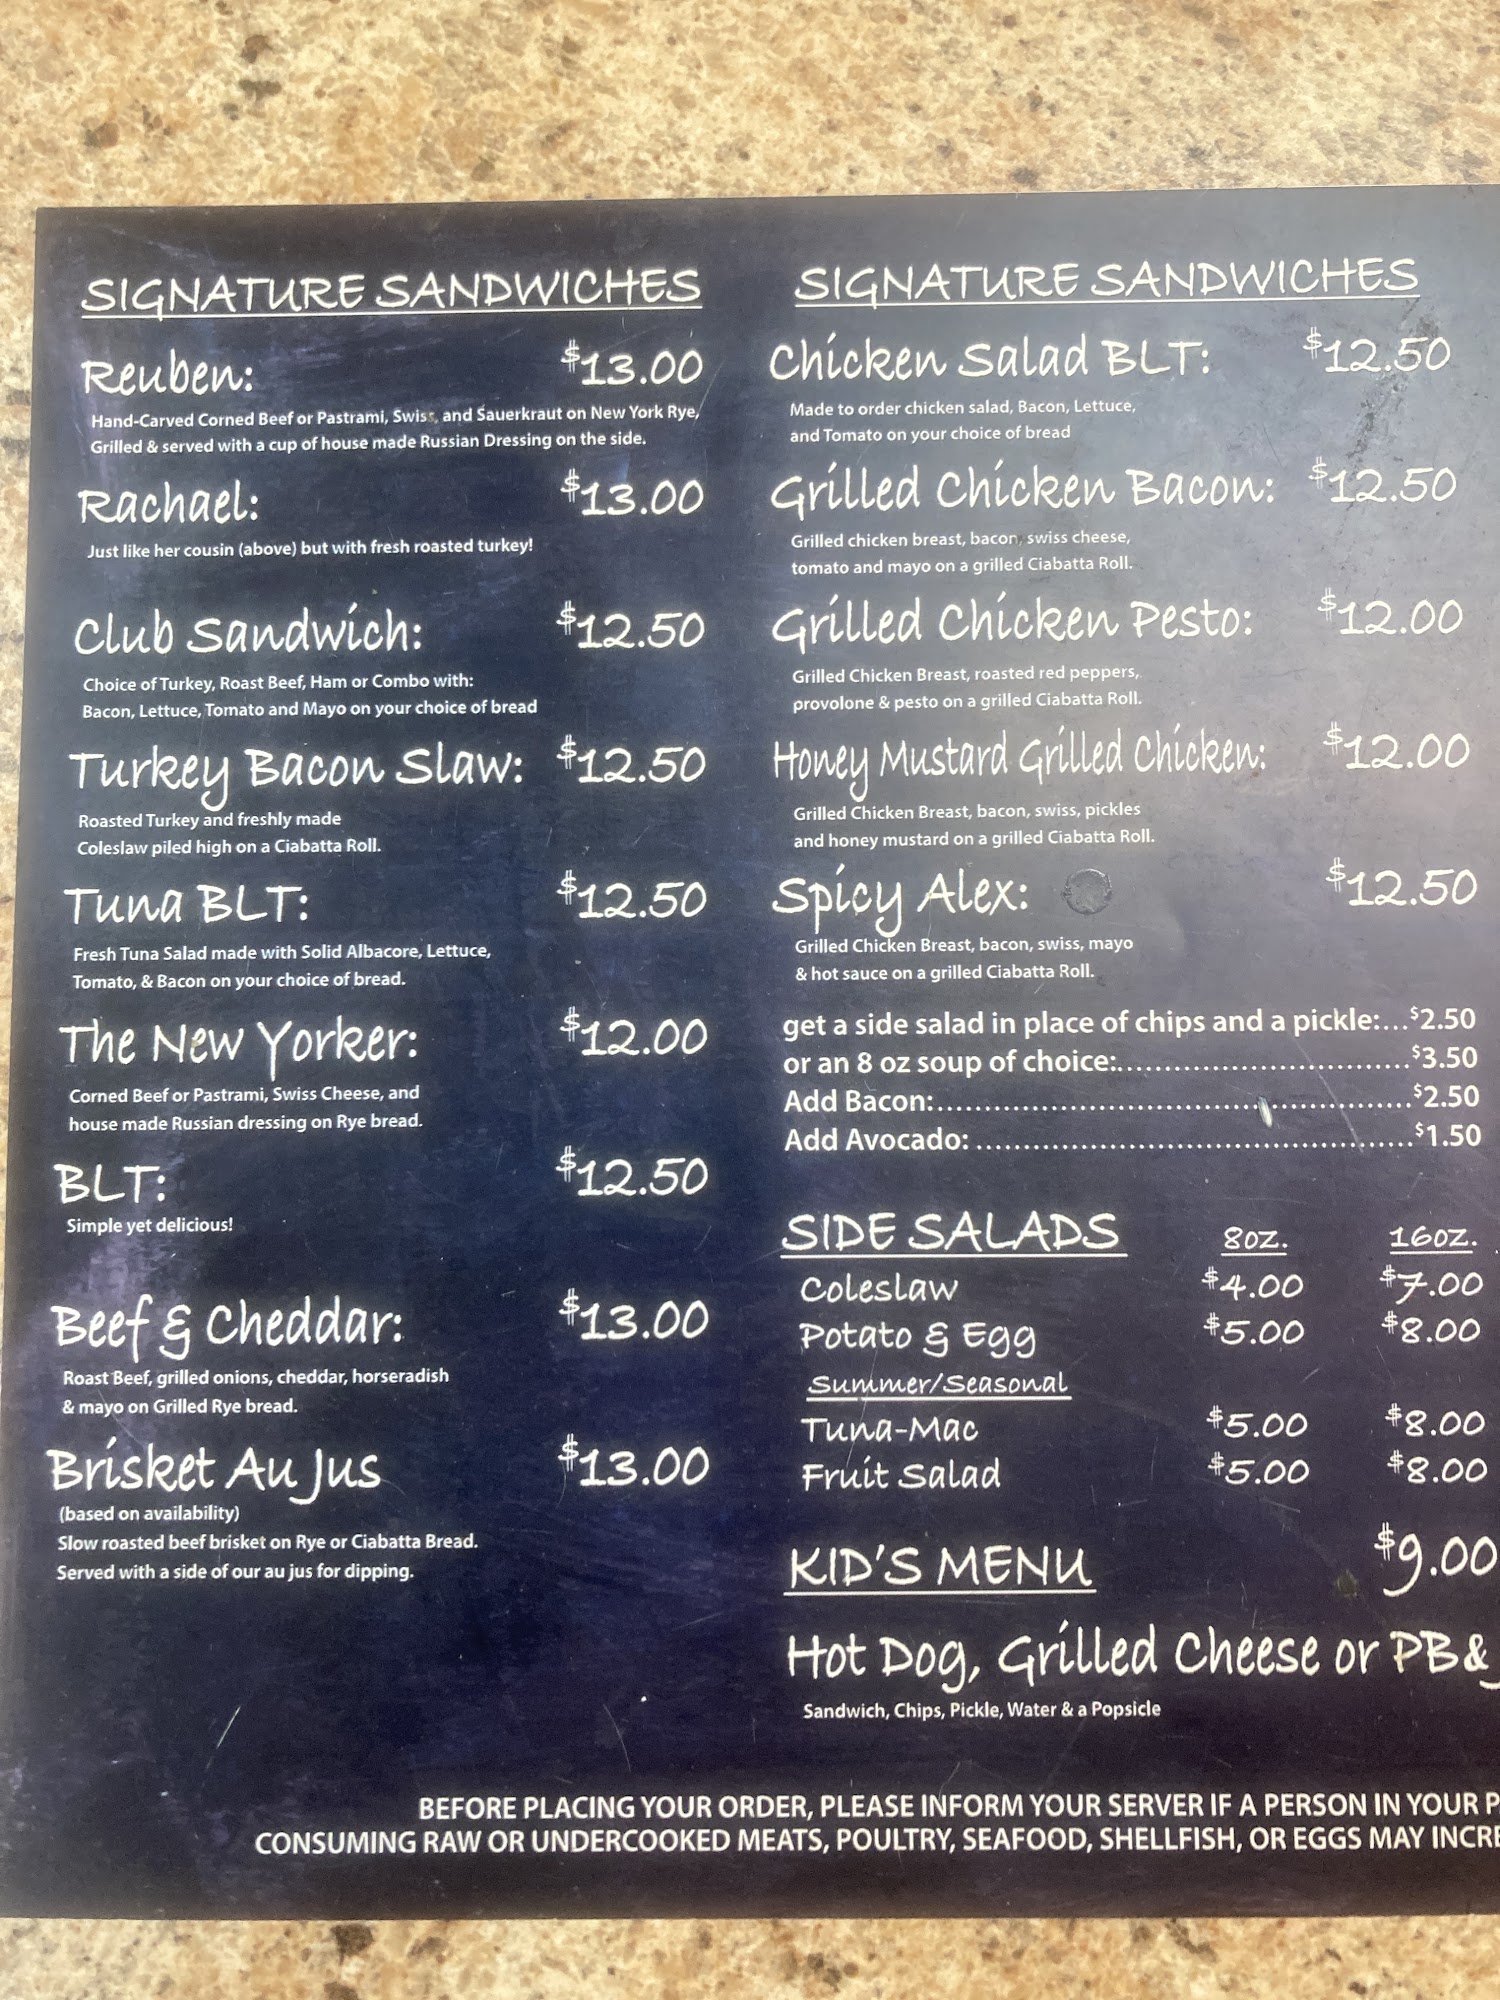 SIGNATURE SANDWICHES
Reuben: $13.00
Hand-Carved Corned Beef or Pastrami, Swiss, and Sauerkraut on New York Rye,
Grilled & served with a cup of house made Russian Dressing on the side.
Rachael: $13.00
Just like her cousin (above) but with fresh roasted turkey!
Club Sandwich: $12.50
Choice of Turkey, Roast Beef, Ham or Combo with:
Bacon, Lettuce, Tomato and Mayo on your choice of bread
Turkey Bacon Slaw: $12.50
Roasted Turkey and freshly made
Coleslaw piled high on a Ciabatta Roll.
Tuna BLT: $12.50
Fresh Tuna Salad made with Solid Albacore, Lettuce,
Tomato, & Bacon on your choice of bread.
The New Yorker: $12.00
Corned Beef or Pastrami, Swiss Cheese, and
house made Russian dressing on Rye bread.
BLT: $12.50
Simple yet delicious!
Beef & Cheddar: $13.00
Roast Beef, grilled onions, cheddar, horseradish
& mayo on Grilled Rye bread.
Brisket Au Jus $13.00
(based on availability)
Slow roasted beef brisket on Rye or Ciabatta Bread.
Served with a side of our au jus for dipping.
SIGNATURE SANDWICHES
Chicken Salad BLT: $12.50
Made to order chicken salad, Bacon, Lettuce,
and Tomato on your choice of bread
Grilled Chicken Bacon: $12.50
Grilled chicken breast, bacon, swiss cheese,
tomato and mayo on a grilled Ciabatta Roll.
Grilled Chicken Pesto: $12.00
Grilled Chicken Breast, roasted red peppers,
provolone & pesto on a grilled Ciabatta Roll.
Honey Mustard Grilled Chicken: $12.00
Grilled Chicken Breast, bacon, swiss, pickles
and honey mustard on a grilled Ciabatta Roll.
Spicy Alex: $12.50
Grilled Chicken Breast, bacon, swiss, mayo
& hot sauce on a grilled Ciabatta Roll.
get a side salad in place of chips and a pickle:...$2.50
or an 8 oz soup of choice:..............................$3.50
Add Bacon:................................................$2.50
Add Avocado:............................................$1.50
SIDE SALADS 8OZ. 16OZ.
Coleslaw $4.00 $7.00
Potato & Egg $5.00 $8.00
Summer/Seasonal
Tuna-Mac $5.00 $8.00
Fruit Salad $5.00 $8.00
KID'S MENU $9.00
Hot Dog, Grilled Cheese or PB&J
Sandwich, Chips, Pickle, Water & a Popsicle
BEFORE PLACING YOUR ORDER, PLEASE INFORM YOUR SERVER IF A PERSON IN YOUR P
CONSUMING RAW OR UNDERCOOKED MEATS, POULTRY, SEAFOOD, SHELLFISH, OR EGGS MAY INCRE